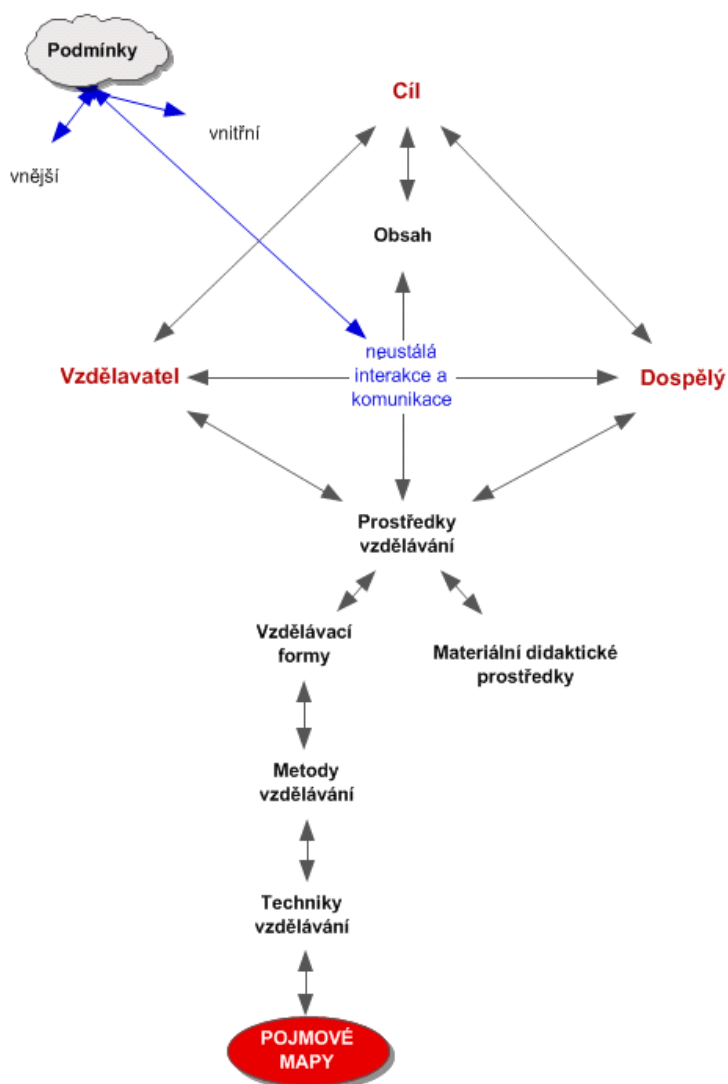 Podmínky
Cíl
vnitřní
vnější
Obsah
neustálá
interakce a
komunikace
Vzdělavatel
Dospělý
Prostředky
vzdělávání
Vzdělávací
formy
Materiální didaktické
prostředky
Metody
vzdělávání
Techniky
vzdělávání
POJMOVÉ
MAPY